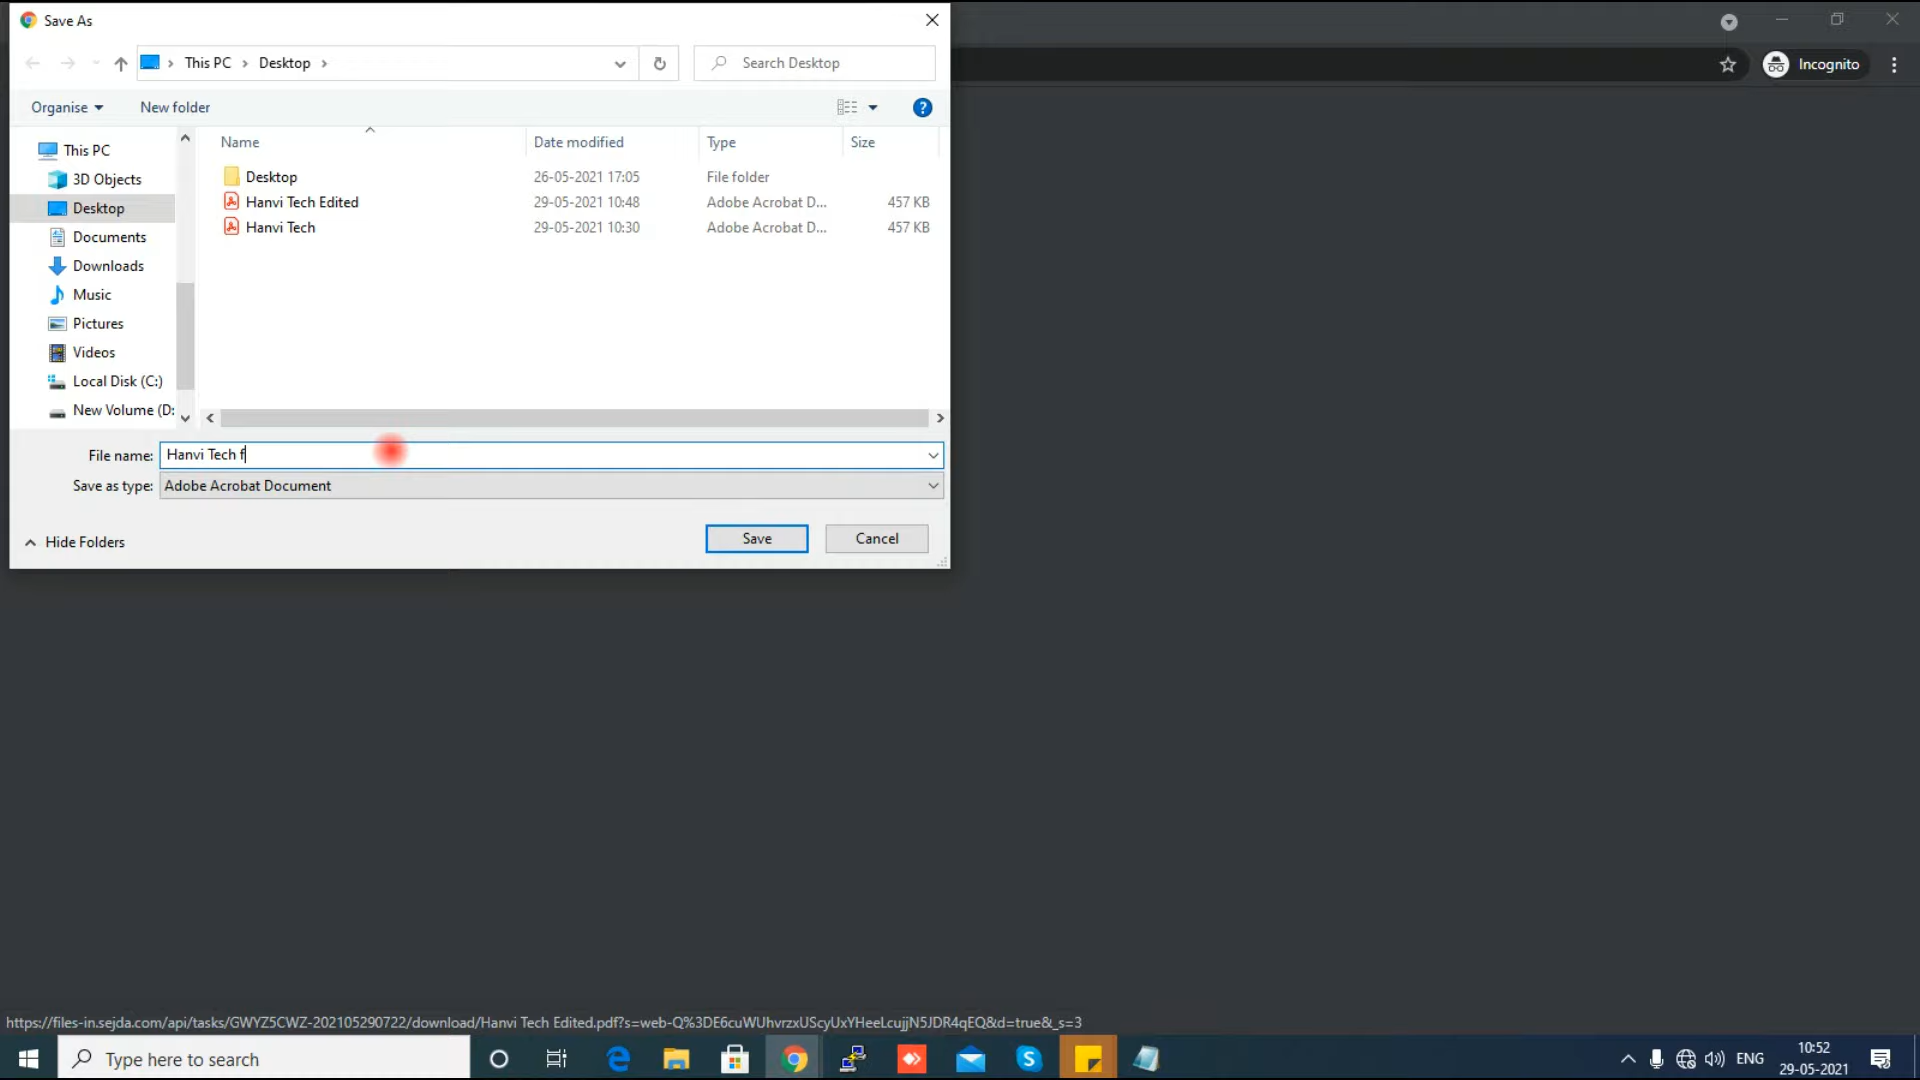 Save As
This PC
Desktop
Search Desktop
Incognito
Organise
New folder
?
Name
Date modified
Type
Size
This PC
3D Objects
Desktop
Documents
Downloads
Music
Pictures
Videos
Local Disk (C:)
New Volume (D:
Desktop 26-05-2021 17:05 File folder
Hanvi Tech Edited 29-05-2021 10:48 Adobe Acrobat D... 457 KB
Hanvi Tech 29-05-2021 10:30 Adobe Acrobat D... 457 KB
File name: Hanvi Tech f
Save as type: Adobe Acrobat Document
Hide Folders
Save
Cancel
https://files-in.sejda.com/api/tasks/GWYZ5CWZ-202105290722/download/Hanvi Tech Edited.pdf?s=web-Q%3DE6cuWUhvrzxUScyUxYHeeLcujjN5JDR4qEQ&d=true&_s=3
Type here to search
ENG
10:52
29-05-2021